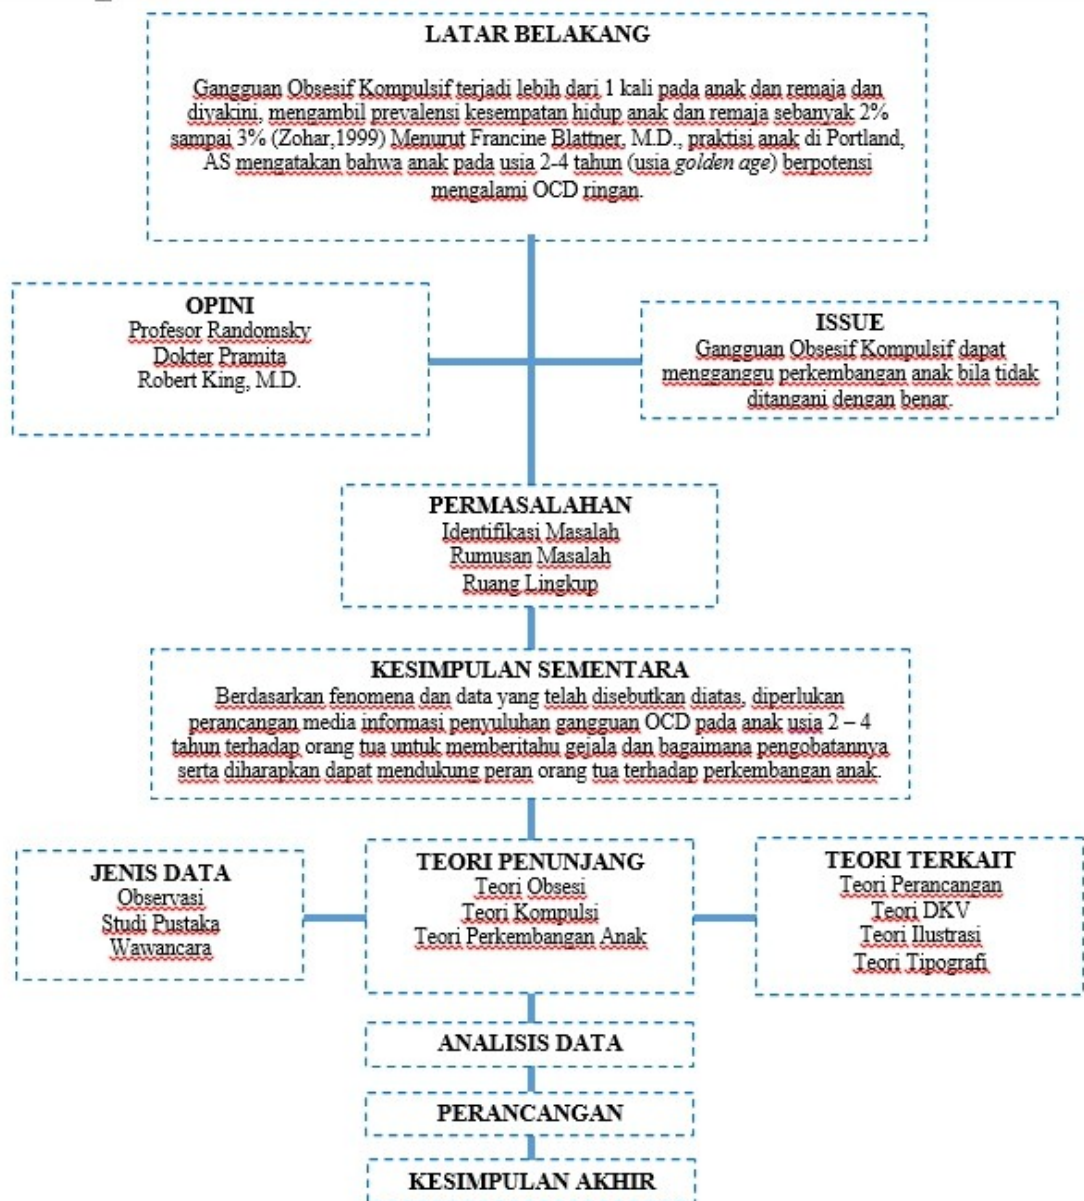 LATAR BELAKANG
Gangguan Obsesif Kompulsif terjadi lebih dari 1 kali pada anak dan remaja dan
diyakini, mengambil prevalensi kesempatan hidup anak dan remaja sebanyak 2%
sampai 3% (Zohar,1999) Menurut Francine Blattner, M.D., praktisi anak di Portland,
AS mengatakan bahwa anak pada usia 2-4 tahun (usia golden age) berpotensi
mengalami OCD ringan.
OPINI
Profesor Randomsky
Dokter Pramita
Robert King, M.D.
ISSUE
Gangguan Obsesif Kompulsif dapat
mengganggu perkembangan anak bila tidak
ditangani dengan benar.
PERMASALAHAN
Identifikasi Masalah
Rumusan Masalah
Ruang Lingkup
KESIMPULAN SEMENTARA
Berdasarkan fenomena dan data yang telah disebutkan diatas, diperlukan
perancangan media informasi penyuluhan gangguan OCD pada anak usia 2 – 4
tahun terhadap orang tua untuk memberitahu gejala dan bagaimana pengobatannya
serta diharapkan dapat mendukung peran orang tua terhadap perkembangan anak.
JENIS DATA
Observasi
Studi Pustaka
Wawancara
TEORI PENUNJANG
Teori Obsesi
Teori Kompulsi
Teori Perkembangan Anak
TEORI TERKAIT
Teori Perancangan
Teori DKV
Teori Ilustrasi
Teori Tipografi
ANALISIS DATA
PERANCANGAN
KESIMPULAN AKHIR